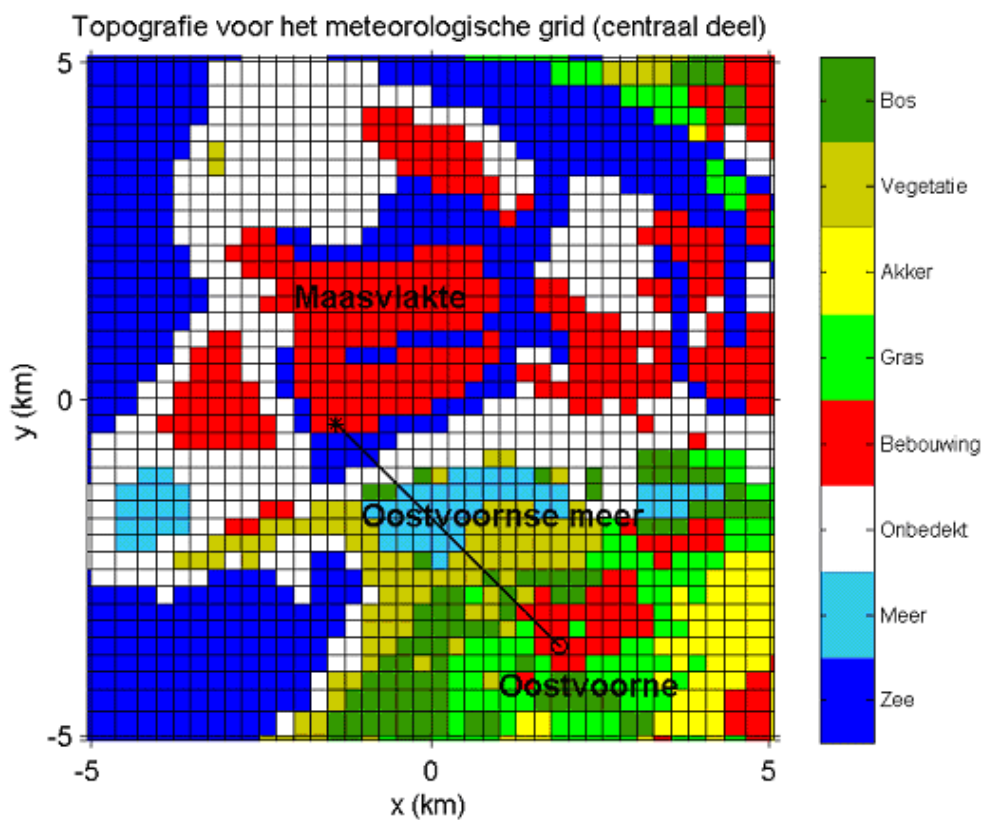 Topografie voor het meteorologische grid (centraal deel)
5
0
-5
y (km)
-5
0
5
x (km)
Maasvlakte
Oostvoornse meer
Oostvoorne
Bos
Vegetatie
Akker
Gras
Bebouwing
Onbedekt
Meer
Zee